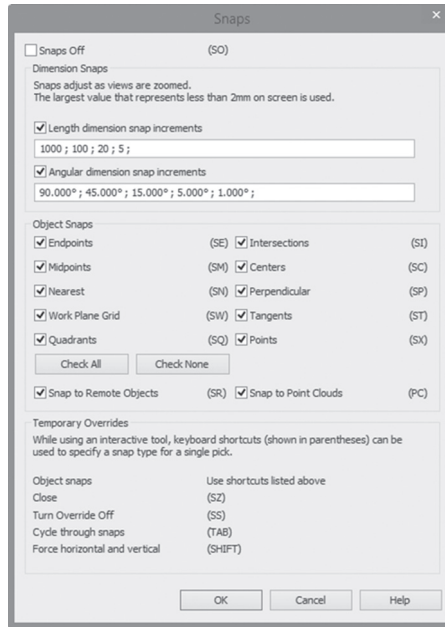 Snaps
×
Snaps Off (SO)
Dimension Snaps
Snaps adjust as views are zoomed.
The largest value that represents less than 2mm on screen is used.
Length dimension snap increments
1000 ; 100 ; 20 ; 5 ;
Angular dimension snap increments
90.000° ; 45.000° ; 15.000° ; 5.000° ; 1.000° ;
Object Snaps
Endpoints (SE) Intersections (SI)
Midpoints (SM) Centers (SC)
Nearest (SN) Perpendicular (SP)
Work Plane Grid (SW) Tangents (ST)
Quadrants (SQ) Points (SX)
Check All Check None
Snap to Remote Objects (SR) Snap to Point Clouds (PC)
Temporary Overrides
While using an interactive tool, keyboard shortcuts (shown in parentheses) can be
used to specify a snap type for a single pick.
Object snaps Use shortcuts listed above
Close (SZ)
Turn Override Off (SS)
Cycle through snaps (TAB)
Force horizontal and vertical (SHIFT)
OK Cancel Help